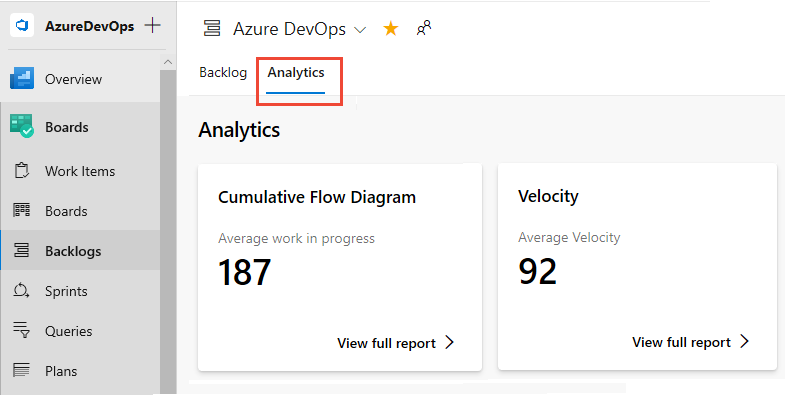 AzureDevOps
Overview
Boards
Work Items
Boards
Backlogs
Sprints
Queries
Plans
Azure DevOps
Backlog Analytics
Analytics
Cumulative Flow Diagram
Average work in progress
187
View full report
Velocity
Average Velocity
92
View full report